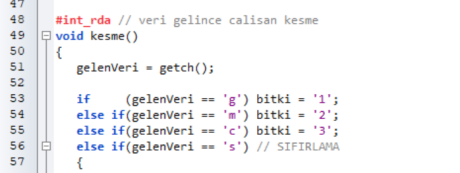 47
48 #int_rda // veri gelince calisan kesme
49 void kesme()
50 {
51 gelenVeri = getch();
52
53 if (gelenVeri == 'g') bitki = '1';
54 else if(gelenVeri == 'm') bitki = '2';
55 else if(gelenVeri == 'c') bitki = '3';
56 else if(gelenVeri == 's') // SIFIRLAMA
57 {